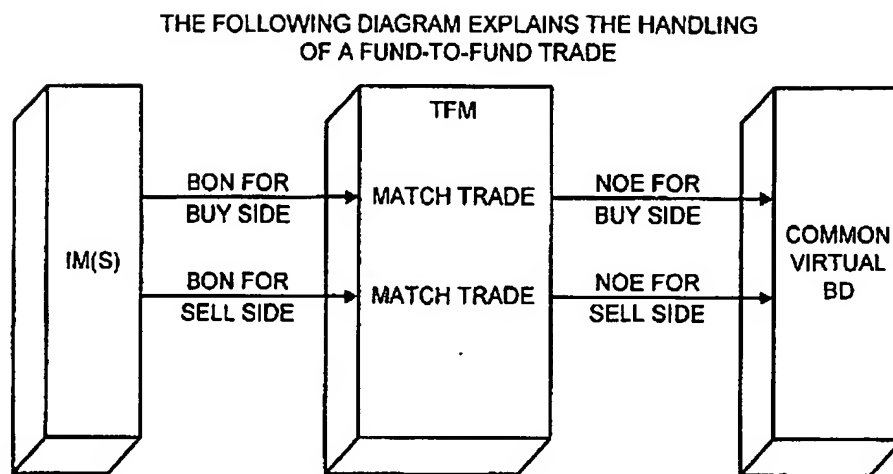 THE FOLLOWING DIAGRAM EXPLAINS THE HANDLING
OF A FUND-TO-FUND TRADE
IM(S)
BON FOR
BUY SIDE
BON FOR
SELL SIDE
TFM
MATCH TRADE
MATCH TRADE
NOE FOR
BUY SIDE
NOE FOR
SELL SIDE
COMMON
VIRTUAL
BD